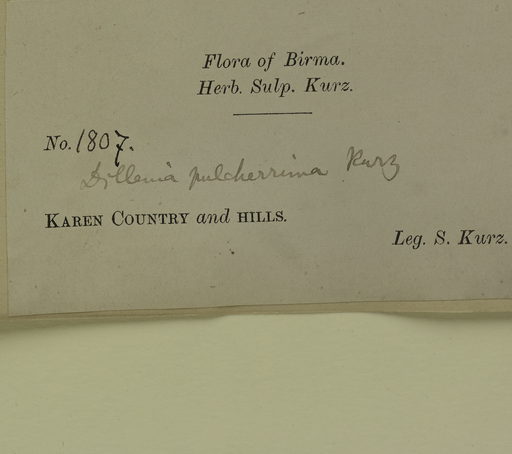 Flora of Birma.
Herb. Sulp. Kurz.
No. 1807.
Dillenia pulcherrima Kurz
KAREN COUNTRY and HILLS.
Leg. S. Kurz.